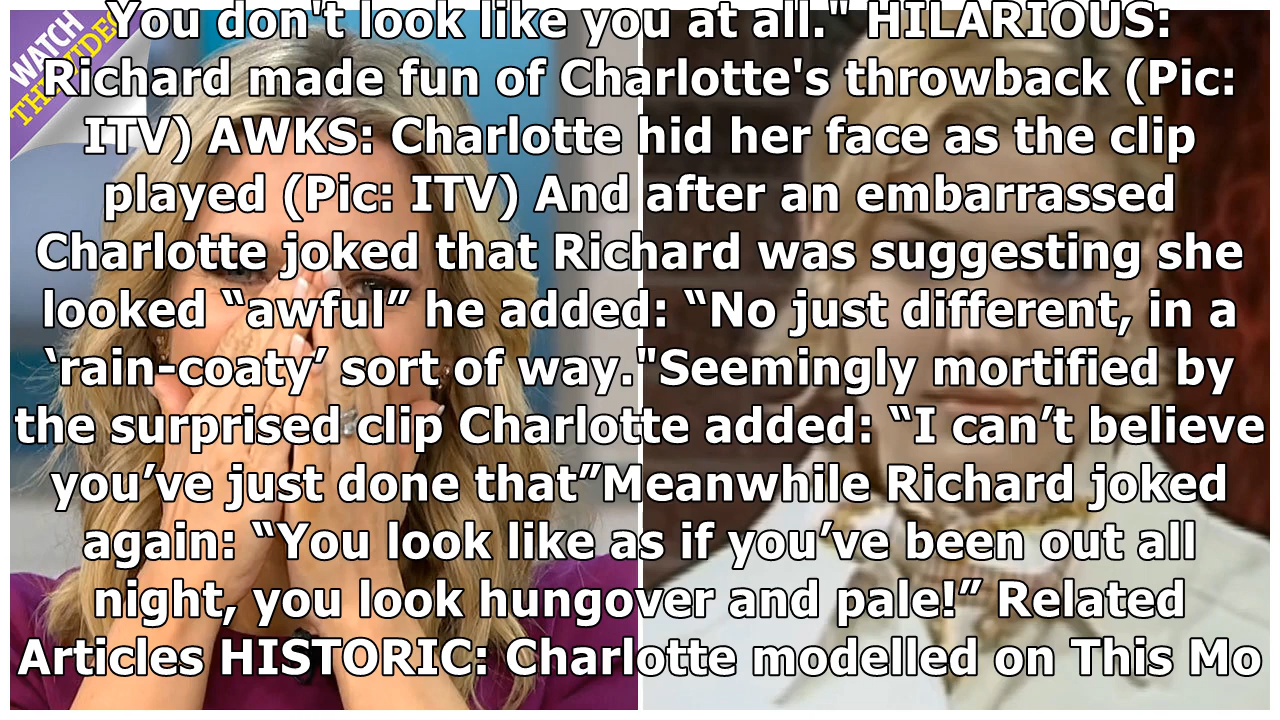 WATCH
THE VIDEO
You don't look like you at all." HILARIOUS:
Richard made fun of Charlotte's throwback (Pic:
ITV) AWKS: Charlotte hid her face as the clip
played (Pic: ITV) And after an embarrassed
Charlotte joked that Richard was suggesting she
looked “awful” he added: “No just different, in a
‘rain-coaty’ sort of way."Seemingly mortified by
the surprised clip Charlotte added: “I can’t believe
you’ve just done that”Meanwhile Richard joked
again: “You look like as if you’ve been out all
night, you look hungover and pale!” Related
Articles HISTORIC: Charlotte modelled on This Mo